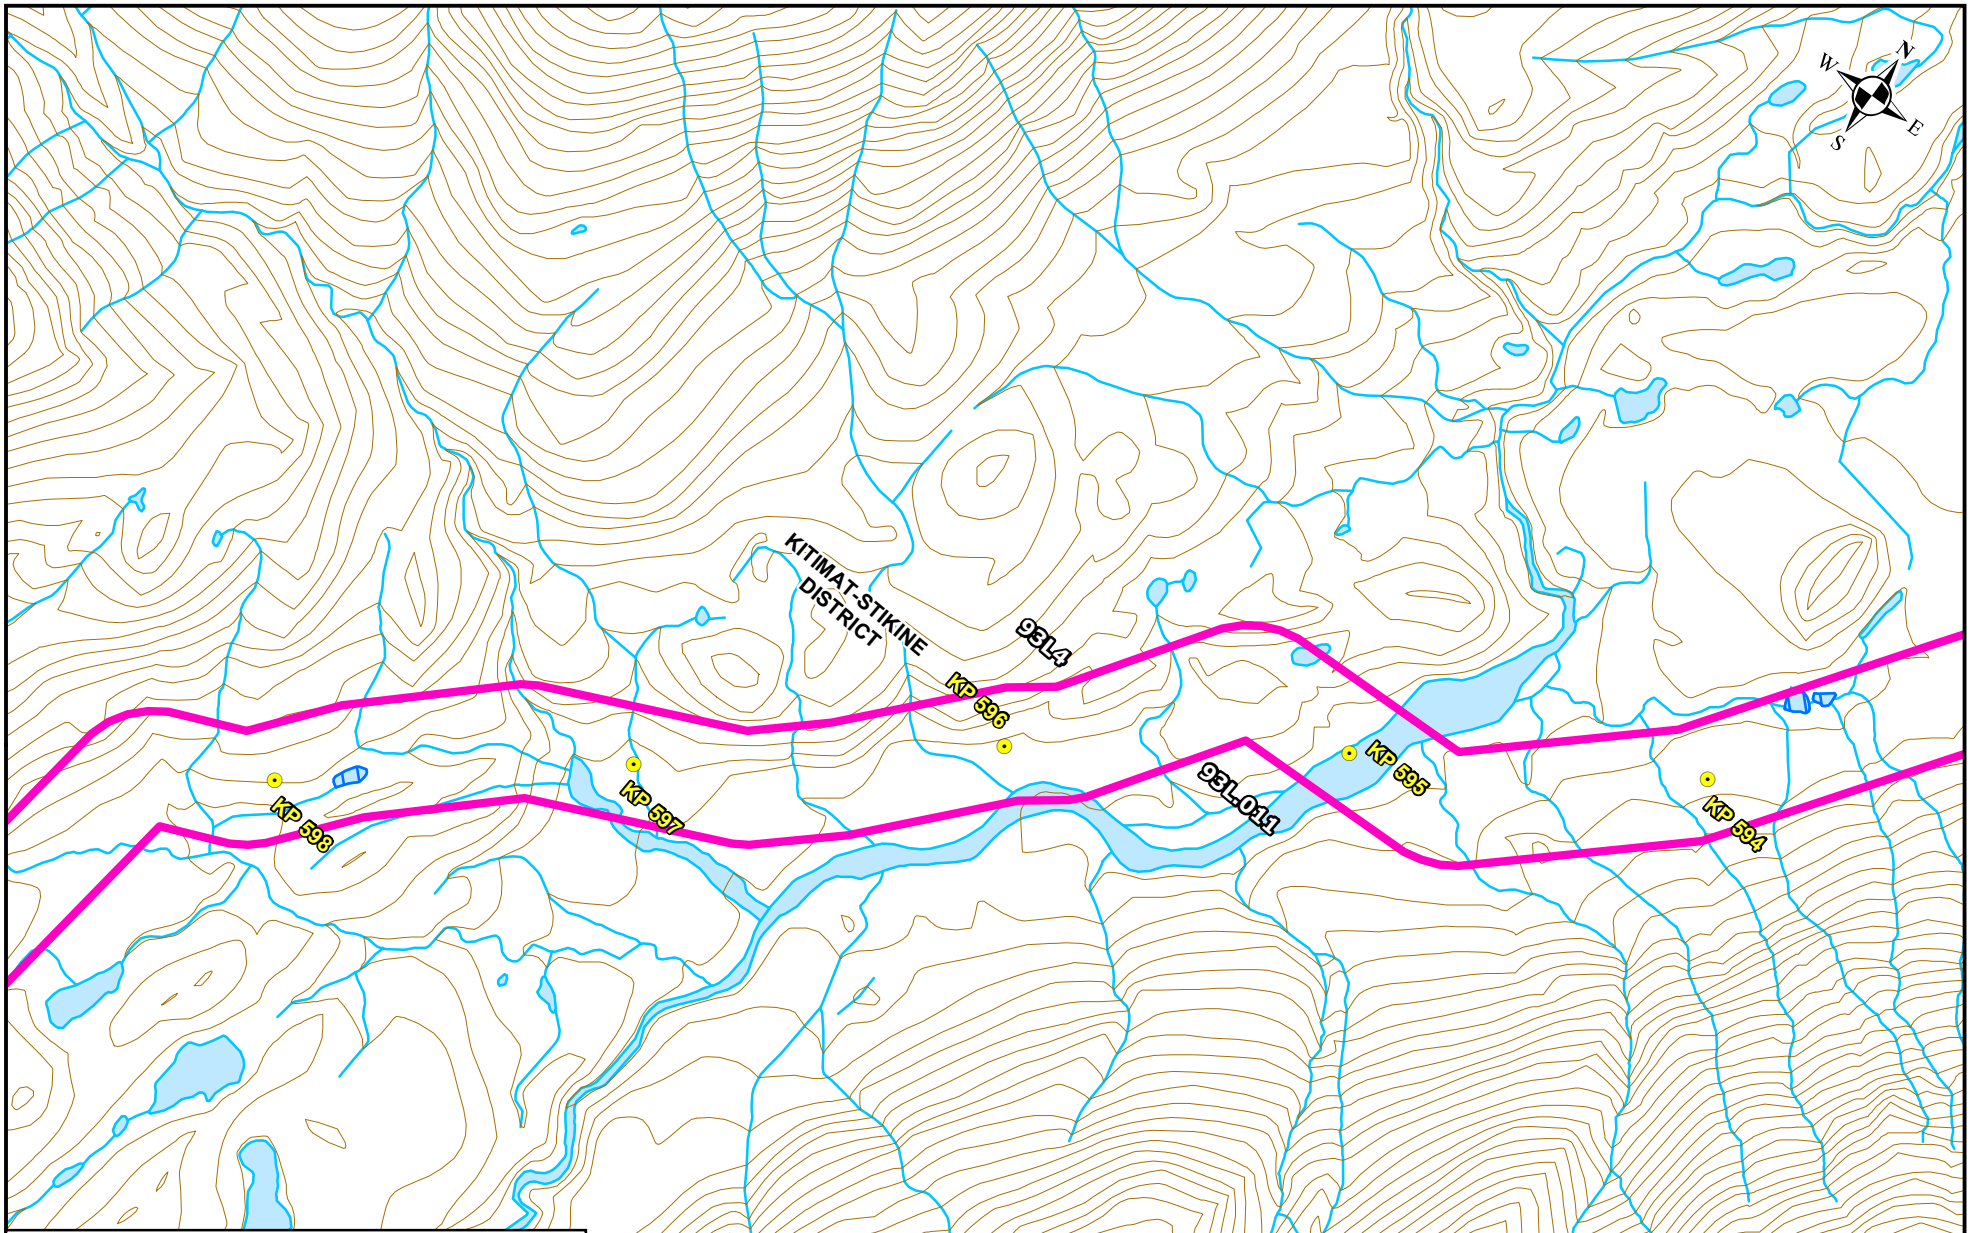 N
W
E
S
KITIMAT-STIKINE
DISTRICT
93L4
KP 596
KP 595
93L.011
KP 598
KP 597
KP 594